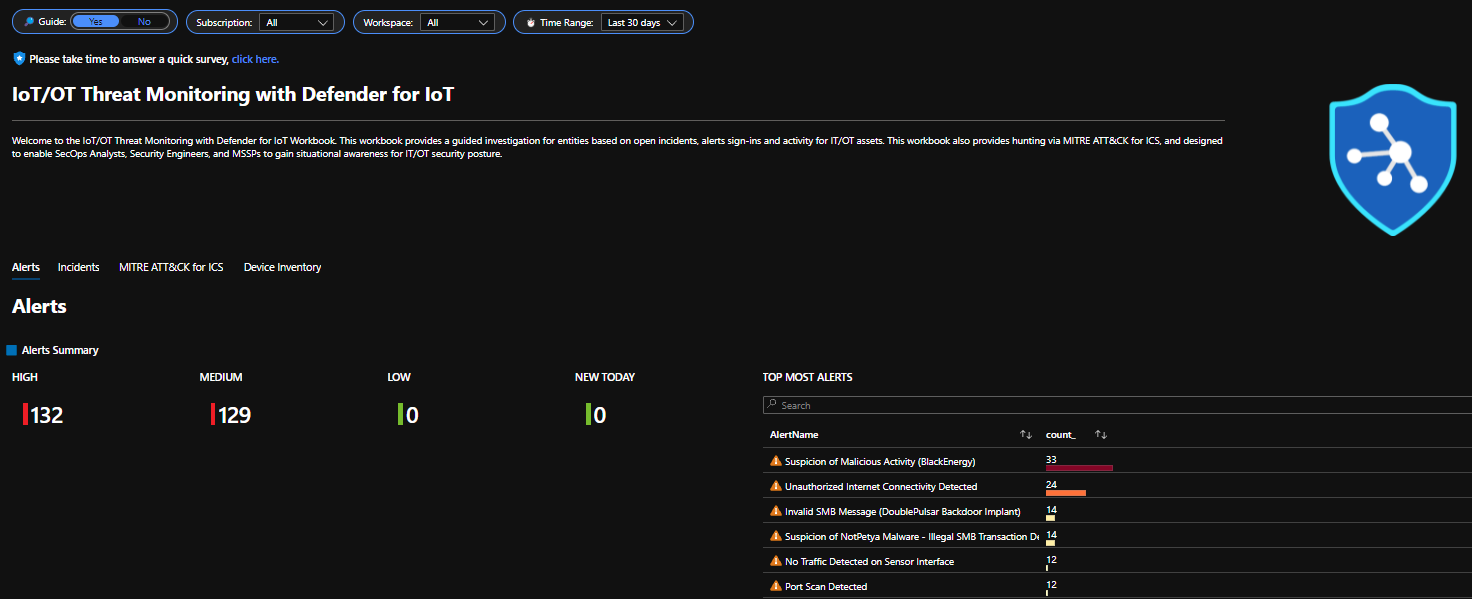 Guide: Yes No Subscription: All Workspace: All Time Range: Last 30 days
Please take time to answer a quick survey, click here.
IoT/OT Threat Monitoring with Defender for IoT
Welcome to the IoT/OT Threat Monitoring with Defender for IoT Workbook. This workbook provides a guided investigation for entities based on open incidents, alerts sign-ins and activity for IT/OT assets. This workbook also provides hunting via MITRE ATT&CK for ICS, and designed
to enable SecOps Analysts, Security Engineers, and MSSPs to gain situational awareness for IT/OT security posture.
Alerts Incidents MITRE ATT&CK for ICS Device Inventory
Alerts
Alerts Summary
HIGH MEDIUM LOW NEW TODAY
132 129 0 0
TOP MOST ALERTS
Search
AlertName count_
Suspicion of Malicious Activity (BlackEnergy) 33
Unauthorized Internet Connectivity Detected 24
Invalid SMB Message (DoublePulsar Backdoor Implant) 14
Suspicion of NotPetya Malware - Illegal SMB Transaction De 14
No Traffic Detected on Sensor Interface 12
Port Scan Detected 12